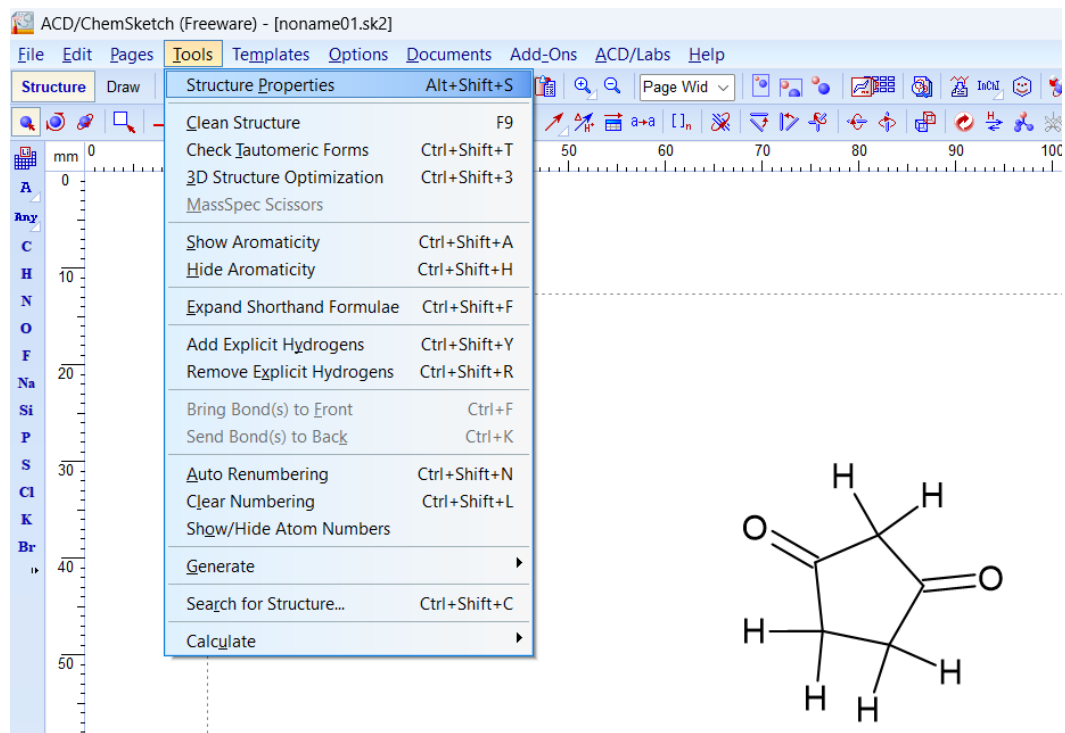 ACD/ChemSketch (Freeware) - [noname01.sk2]
File Edit Pages Tools Templates Options Documents Add-Ons ACD/Labs Help
Structure Draw Page Wid InChI
a→a []n
mm 0 50 60 70 80 90 100
Structure Properties Alt+Shift+S
Clean Structure F9
Check Tautomeric Forms Ctrl+Shift+T
3D Structure Optimization Ctrl+Shift+3
MassSpec Scissors
Show Aromaticity Ctrl+Shift+A
Hide Aromaticity Ctrl+Shift+H
Expand Shorthand Formulae Ctrl+Shift+F
Add Explicit Hydrogens Ctrl+Shift+Y
Remove Explicit Hydrogens Ctrl+Shift+R
Bring Bond(s) to Front Ctrl+F
Send Bond(s) to Back Ctrl+K
Auto Renumbering Ctrl+Shift+N
Clear Numbering Ctrl+Shift+L
Show/Hide Atom Numbers
Generate
Search for Structure... Ctrl+Shift+C
Calculate
Li
A
Any
C
H
N
O
F
Na
Si
P
S
Cl
K
Br
0
10
20
30
40
50
H
H
O
O
H
H
H
H